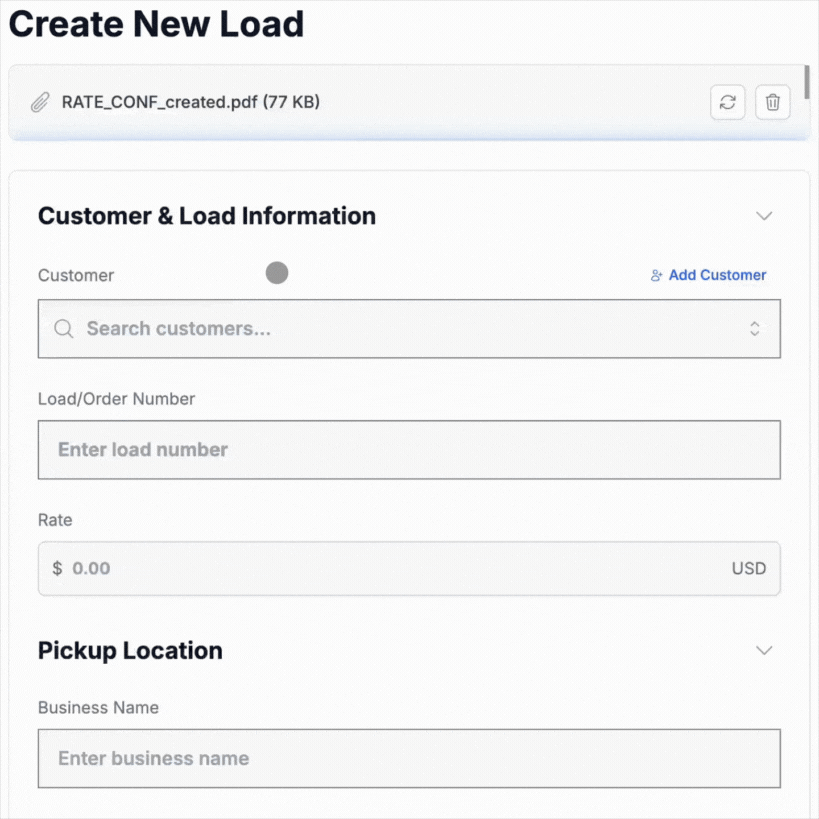 Create New Load
RATE_CONF_created.pdf (77 KB)
Customer & Load Information
Customer
Add Customer
Search customers...
Load/Order Number
Enter load number
Rate
$ 0.00 USD
Pickup Location
Business Name
Enter business name